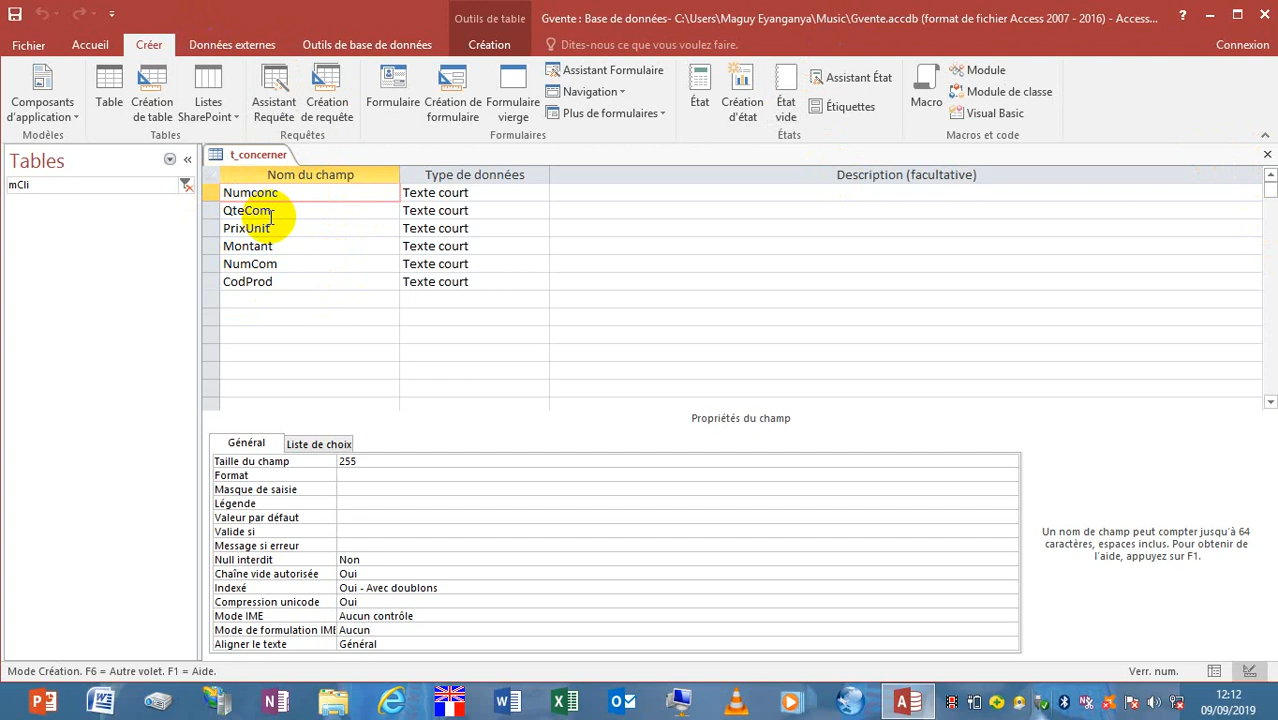 Outils de table
Gvente : Base de données- C:\Users\Maguy Eyanganya\Music\Gvente.accdb (format de fichier Access 2007 - 2016) - Access...
?
Fichier
Accueil
Créer
Données externes
Outils de base de données
Création
Dites-nous ce que vous voulez faire.
Connexion
Composants d'application
Table
Création de table
Listes SharePoint
Assistant Requête
Création de requête
Formulaire
Création de formulaire
Formulaire vierge
Assistant Formulaire
Navigation
Plus de formulaires
État
Création d'état
État vide
Assistant État
Étiquettes
Macro
Module
Module de classe
Visual Basic
Modèles
Tables
Requêtes
Formulaires
États
Macros et code
Tables
mCli
t_concerner
Nom du champ Type de données Description (facultative)
Numconc Texte court
QteCom Texte court
PrixUnit Texte court
Montant Texte court
NumCom Texte court
CodProd Texte court
Propriétés du champ
Général Liste de choix
Taille du champ 255
Format
Masque de saisie
Légende
Valeur par défaut
Valide si
Message si erreur
Null interdit Non
Chaîne vide autorisée Oui
Indexé Oui - Avec doublons
Compression unicode Oui
Mode IME Aucun contrôle
Mode de formulation IME Aucun
Aligner le texte Général
Un nom de champ peut compter jusqu'à 64
caractères, espaces inclus. Pour obtenir de
l'aide, appuyez sur F1.
Mode Création. F6 = Autre volet. F1 = Aide.
Verr. num.
12:12
09/09/2019